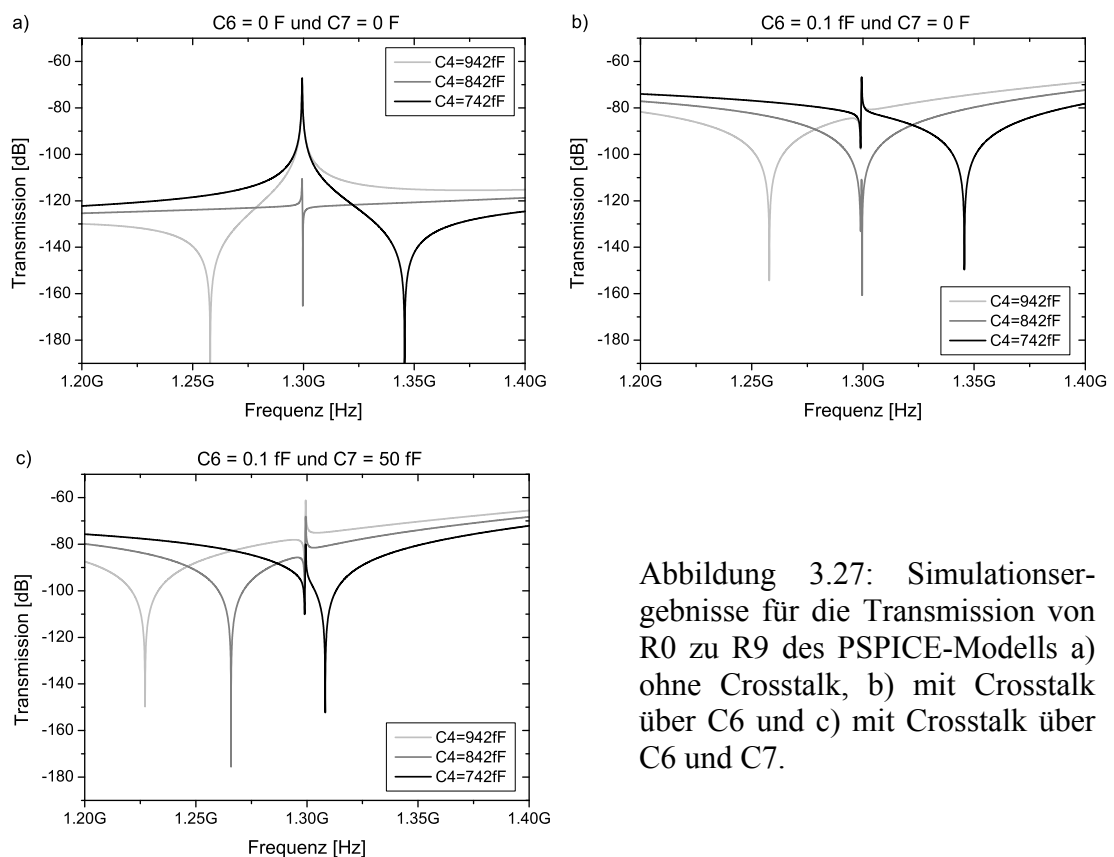 a)
C6 = 0 F und C7 = 0 F
Transmission [dB]
-60
-80
-100
-120
-140
-160
-180
C4=942fF
C4=842fF
C4=742fF
1.20G 1.25G 1.30G 1.35G 1.40G
Frequenz [Hz]
b)
C6 = 0.1 fF und C7 = 0 F
Transmission [dB]
-60
-80
-100
-120
-140
-160
-180
C4=942fF
C4=842fF
C4=742fF
1.20G 1.25G 1.30G 1.35G 1.40G
Frequenz [Hz]
c)
C6 = 0.1 fF und C7 = 50 fF
Transmission [dB]
-60
-80
-100
-120
-140
-160
-180
C4=942fF
C4=842fF
C4=742fF
1.20G 1.25G 1.30G 1.35G 1.40G
Frequenz [Hz]
Abbildung 3.27: Simulationser-
gebnisse für die Transmission von
R0 zu R9 des PSPICE-Modells a)
ohne Crosstalk, b) mit Crosstalk
über C6 und c) mit Crosstalk über
C6 und C7.